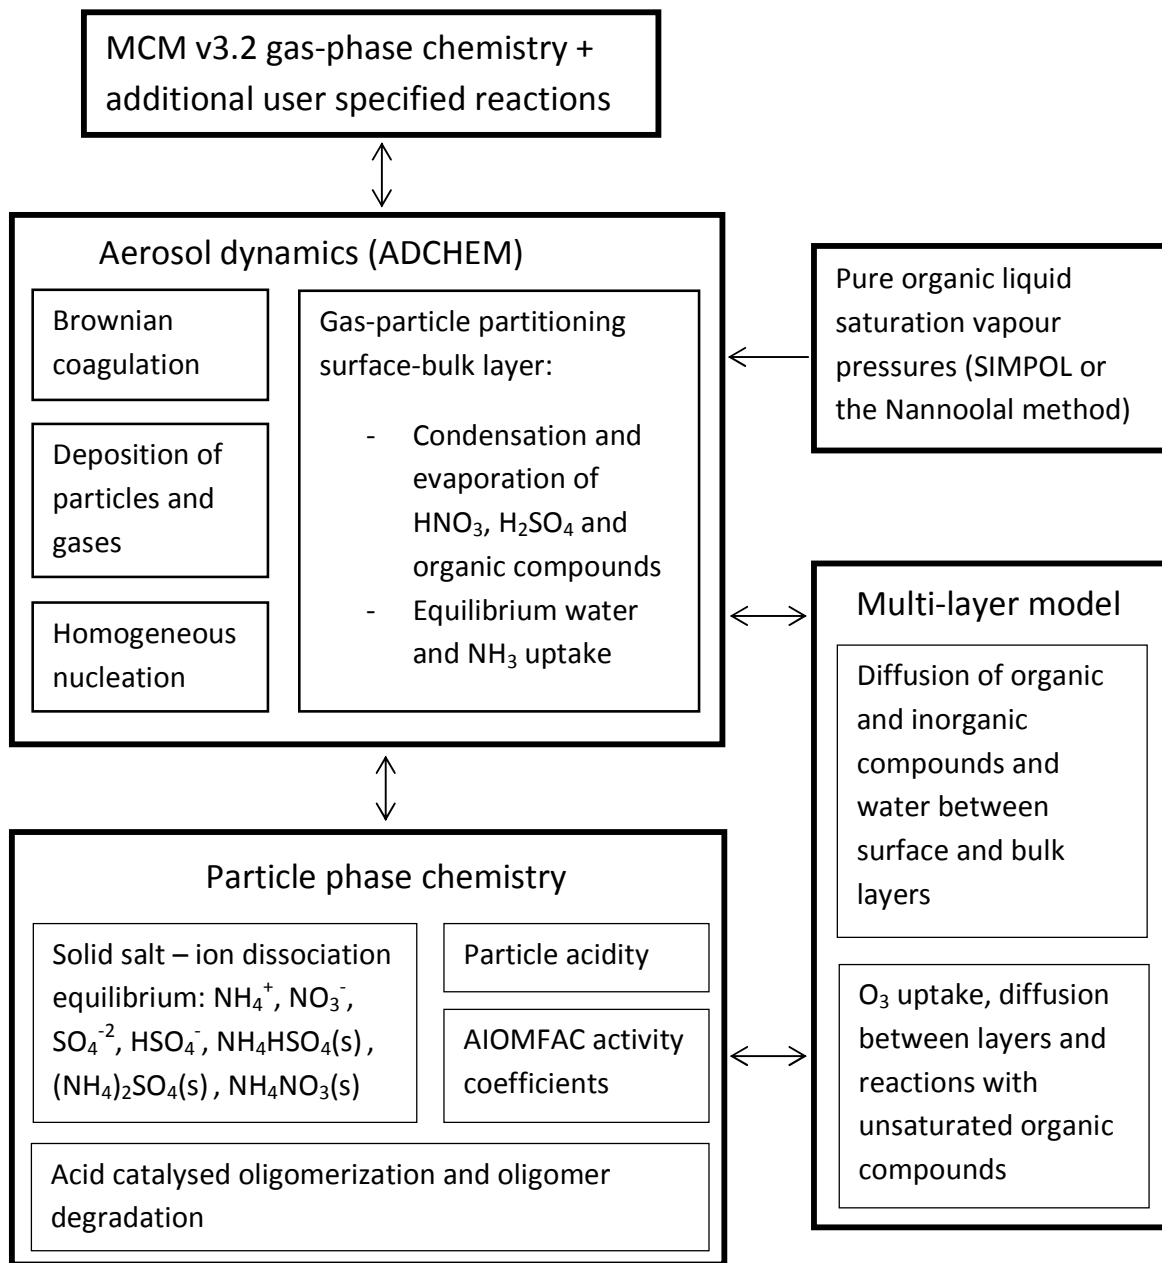 MCM v3.2 gas-phase chemistry +
additional user specified reactions
Aerosol dynamics (ADCHEM)
Brownian
coagulation
Deposition of
particles and
gases
Homogeneous
nucleation
Gas-particle partitioning
surface-bulk layer:
- Condensation and
evaporation of
HNO₃, H₂SO₄ and
organic compounds
- Equilibrium water
and NH₃ uptake
Pure organic liquid
saturation vapour
pressures (SIMPOL or
the Nannoolal method)
Multi-layer model
Diffusion of organic
and inorganic
compounds and
water between
surface and bulk
layers
O₃ uptake, diffusion
between layers and
reactions with
unsaturated organic
compounds
Particle phase chemistry
Solid salt – ion dissociation
equilibrium: NH₄⁺, NO₃⁻,
SO₄⁻², HSO₄⁻, NH₄HSO₄(s) ,
(NH₄)₂SO₄(s) , NH₄NO₃(s)
Particle acidity
AIOMFAC activity
coefficients
Acid catalysed oligomerization and oligomer
degradation